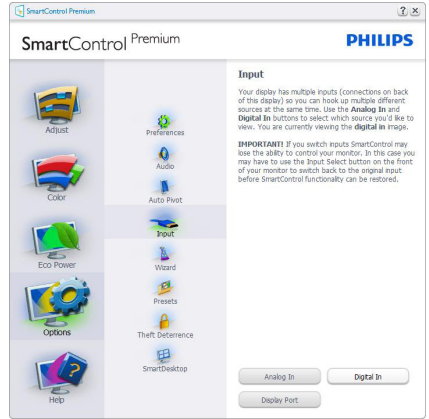 SmartControl Premium
SmartControl Premium
PHILIPS
Adjust
Color
Eco Power
Options
Help
Preferences
Audio
Auto Pivot
Input
Wizard
Presets
Theft Deterrence
SmartDesktop
Input
Your display has multiple inputs (connections on back
of this display) so you can hook up multiple different
sources at the same time. Use the Analog In and
Digital In buttons to select which source you'd like to
view. You are currently viewing the digital in image.
IMPORTANT! If you switch inputs SmartControl may
lose the ability to control your monitor. In this case you
may have to use the Input Select button on the front
of your monitor to switch back to the original input
before SmartControl functionality can be restored.
Analog In
Digital In
Display Port